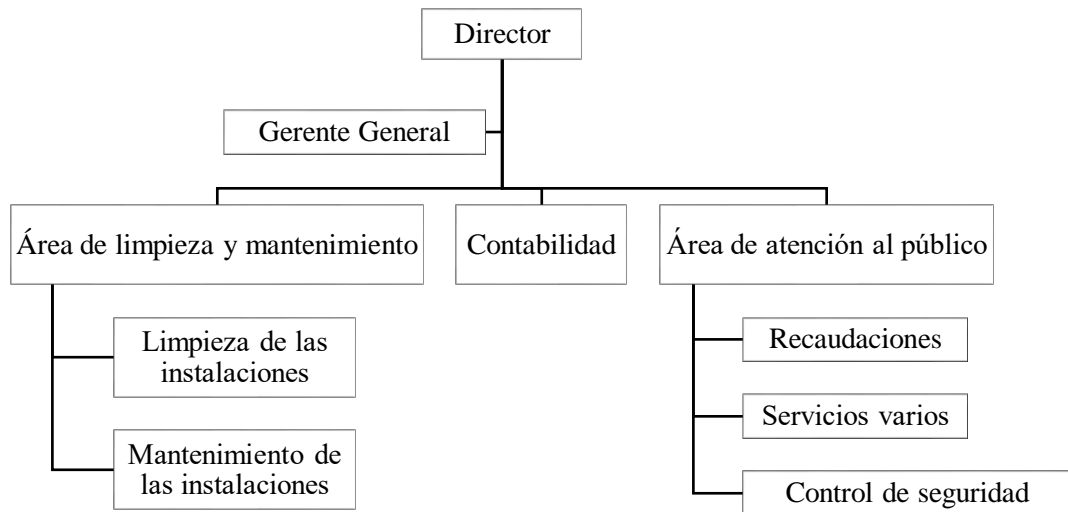 Director
Gerente General
Área de limpieza y mantenimiento
Contabilidad
Área de atención al público
Limpieza de las
instalaciones
Mantenimiento de
las instalaciones
Recaudaciones
Servicios varios
Control de seguridad